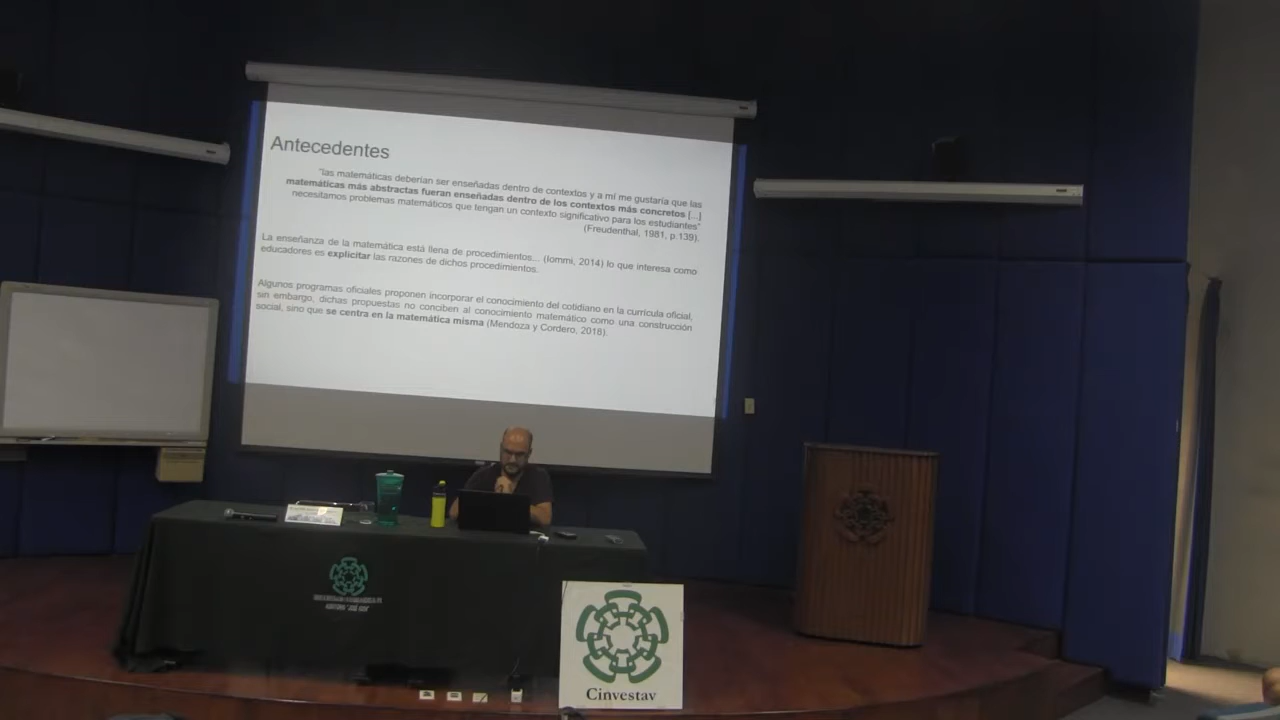 Antecedentes
"las matemáticas deberían ser enseñadas dentro de contextos y a mí me gustaría que las
matemáticas más abstractas fueran enseñadas dentro de los contextos más concretos [...]
necesitamos problemas matemáticos que tengan un contexto significativo para los estudiantes"
(Freudenthal, 1981, p.139).
La enseñanza de la matemática está llena de procedimientos... (Iommi, 2014) lo que interesa como
educadores es explicitar las razones de dichos procedimientos.
Algunos programas oficiales proponen incorporar el conocimiento del cotidiano en la currícula oficial,
sin embargo, dichas propuestas no conciben al conocimiento matemático como una construcción
social, sino que se centra en la matemática misma (Mendoza y Cordero, 2018).
Cinvestav